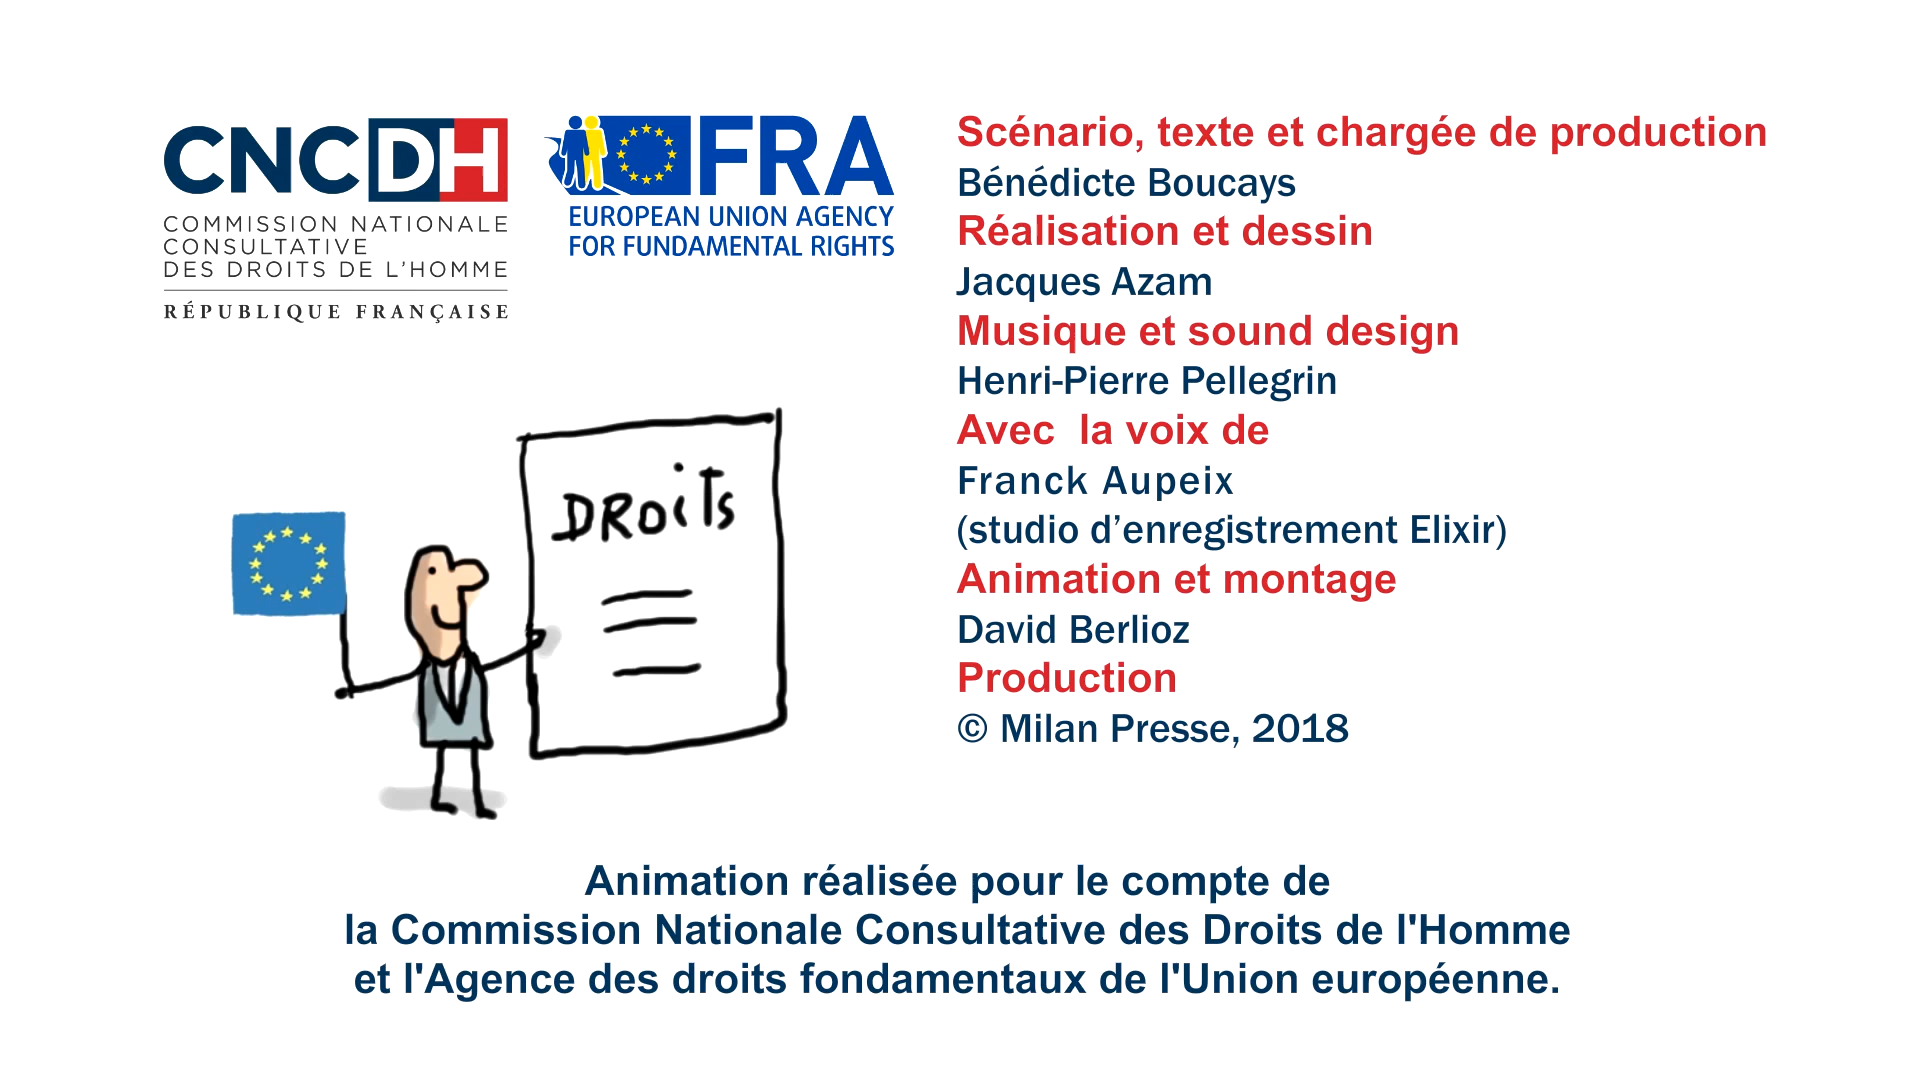 CNCDH
COMMISSION NATIONALE
CONSULTATIVE
DES DROITS DE L'HOMME
RÉPUBLIQUE FRANÇAISE
FRA
EUROPEAN UNION AGENCY
FOR FUNDAMENTAL RIGHTS
DRoiTs
Scénario, texte et chargée de production
Bénédicte Boucays
Réalisation et dessin
Jacques Azam
Musique et sound design
Henri-Pierre Pellegrin
Avec  la voix de
Franck Aupeix
(studio d’enregistrement Elixir)
Animation et montage
David Berlioz
Production
© Milan Presse, 2018
Animation réalisée pour le compte de
la Commission Nationale Consultative des Droits de l'Homme
et l'Agence des droits fondamentaux de l'Union européenne.